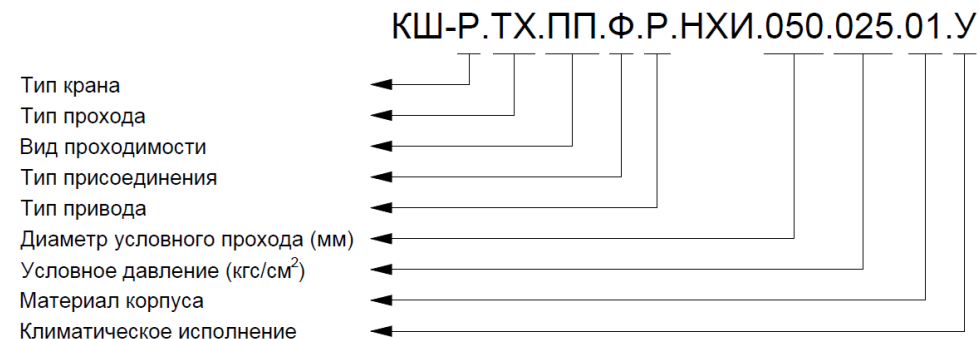 КШ-Р.ТХ.ПП.Ф.Р.НХИ.050.025.01.У
Тип крана
Тип прохода
Вид проходимости
Тип присоединения
Тип привода
Диаметр условного прохода (мм)
Условное давление (кгс/см²)
Материал корпуса
Климатическое исполнение